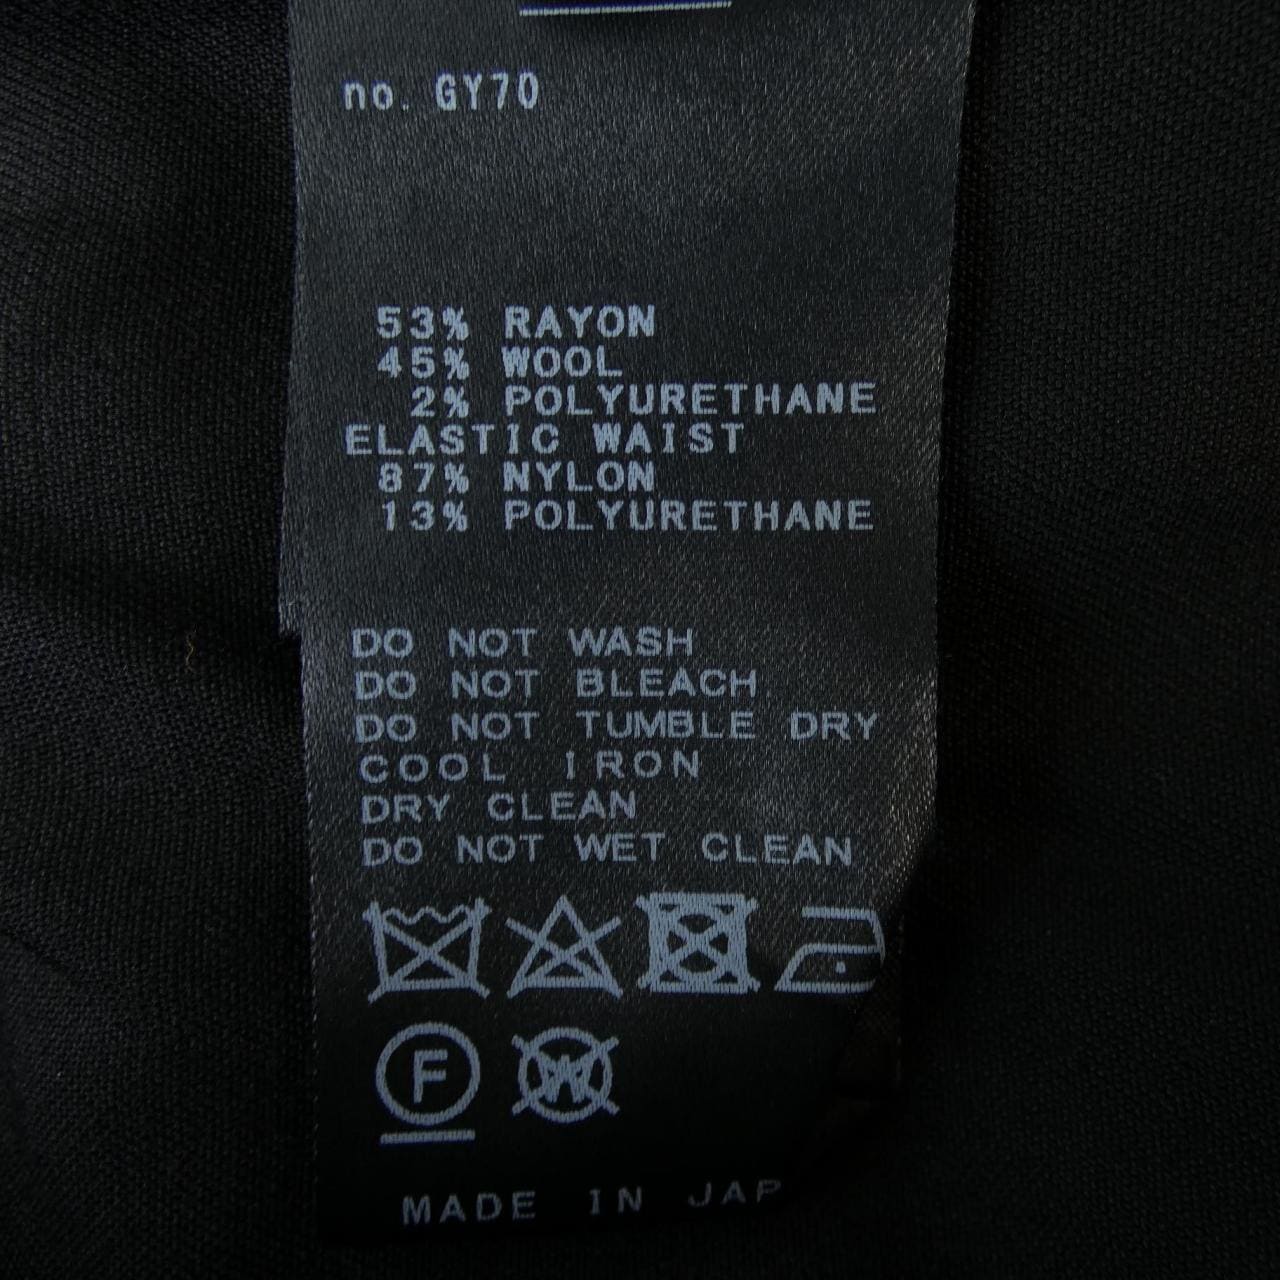 no. GY70
53% RAYON
45% WOOL
2% POLYURETHANE
ELASTIC WAIST
87% NYLON
13% POLYURETHANE
DO NOT WASH
DO NOT BLEACH.
DO NOT TUMBLE DRY
COOL IRON
DRY CLEAN
DO NOT WET CLEAN
F W
MADE IN JAP